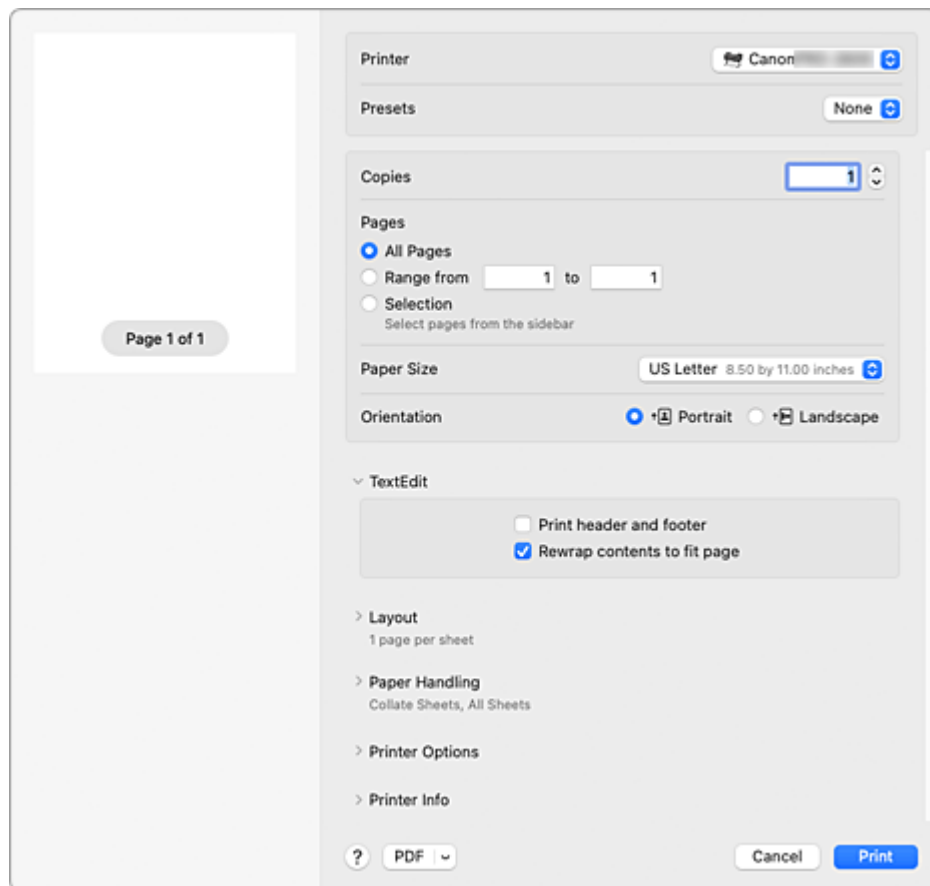 Printer Canon
Presets None
Copies 1
Pages
All Pages
Range from 1 to 1
Selection
Select pages from the sidebar
Page 1 of 1
Paper Size US Letter 8.50 by 11.00 inches
Orientation Portrait Landscape
TextEdit
Print header and footer
Rewrap contents to fit page
Layout
1 page per sheet
Paper Handling
Collate Sheets, All Sheets
Printer Options
Printer Info
? PDF Cancel Print